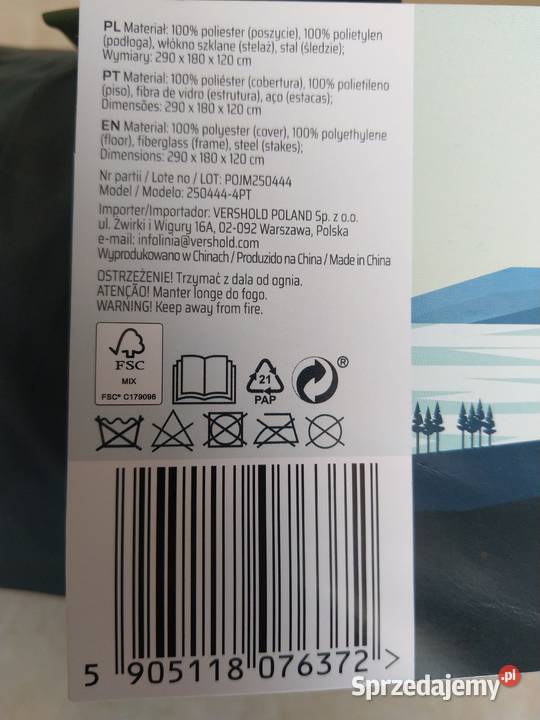 PL Materiał: 100% poliester (poszycie), 100% polietylen
(podłoga), włókno szklane (stelaż), stal (śledzie);
Wymiary: 290 x 180 x 120 cm
PT Material: 100% poliéster (cobertura), 100% polietileno
(piso), fibra de vidro (estrutura), aço (estacas);
Dimensões: 290 x 180 x 120 cm
EN Material: 100% polyester (cover), 100% polyethylene
(floor), fiberglass (frame), steel (stakes);
Dimensions: 290 x 180 x 120 cm
Nr partii / Lote no / LOT: POJM250444
Model / Modelo: 250444-4PT
Importer/Importador: VERSHOLD POLAND Sp. z o.o.
ul. Żwirki i Wigury 16A, 02-092 Warszawa, Polska
e-mail: infolinia@vershold.com
Wyprodukowano w Chinach / Produzido na China / Made in China
OSTRZEŻENIE! Trzymać z dala od ognia.
ATENÇÃO! Manter longe do fogo.
WARNING! Keep away from fire.
FSC
MIX
FSC® C179096
21
PAP
®
5 905118 076372 >
Sprzedajemy.pl